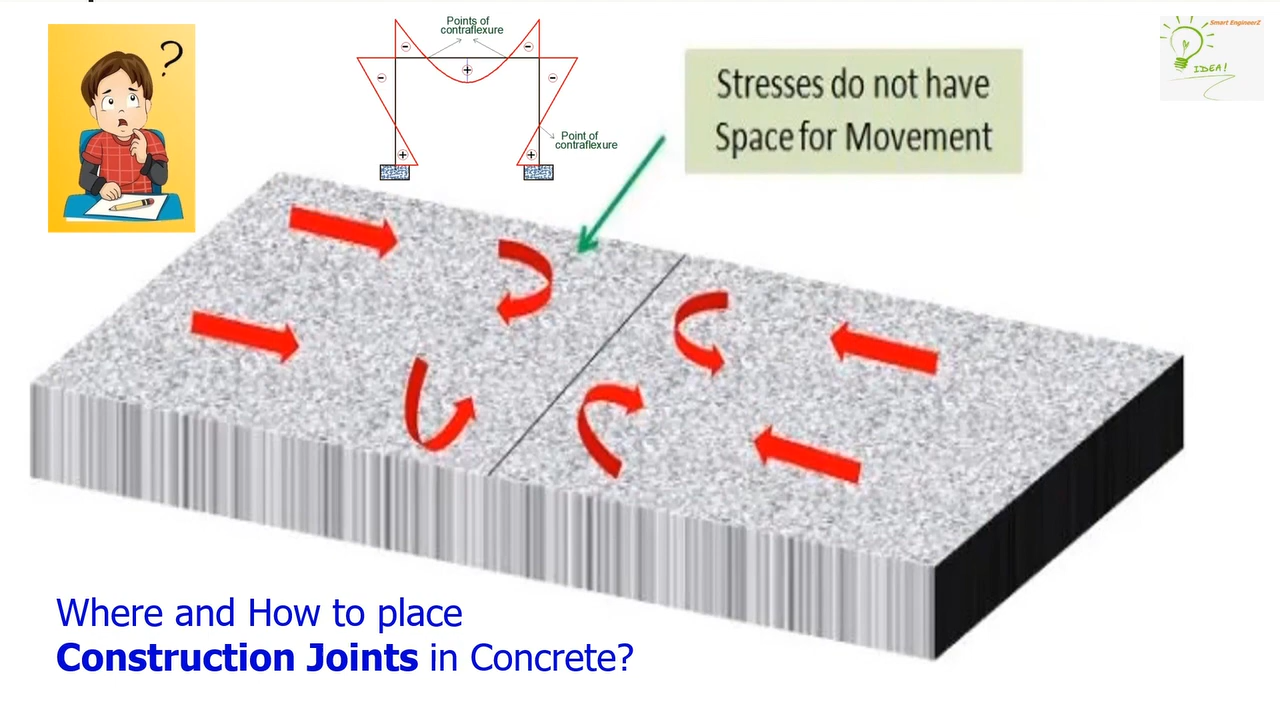 Points of
contraflexure
?
Smart EngineerZ
IDEA!
Stresses do not have
Space for Movement
Point of
contraflexure
Where and How to place
Construction Joints in Concrete?